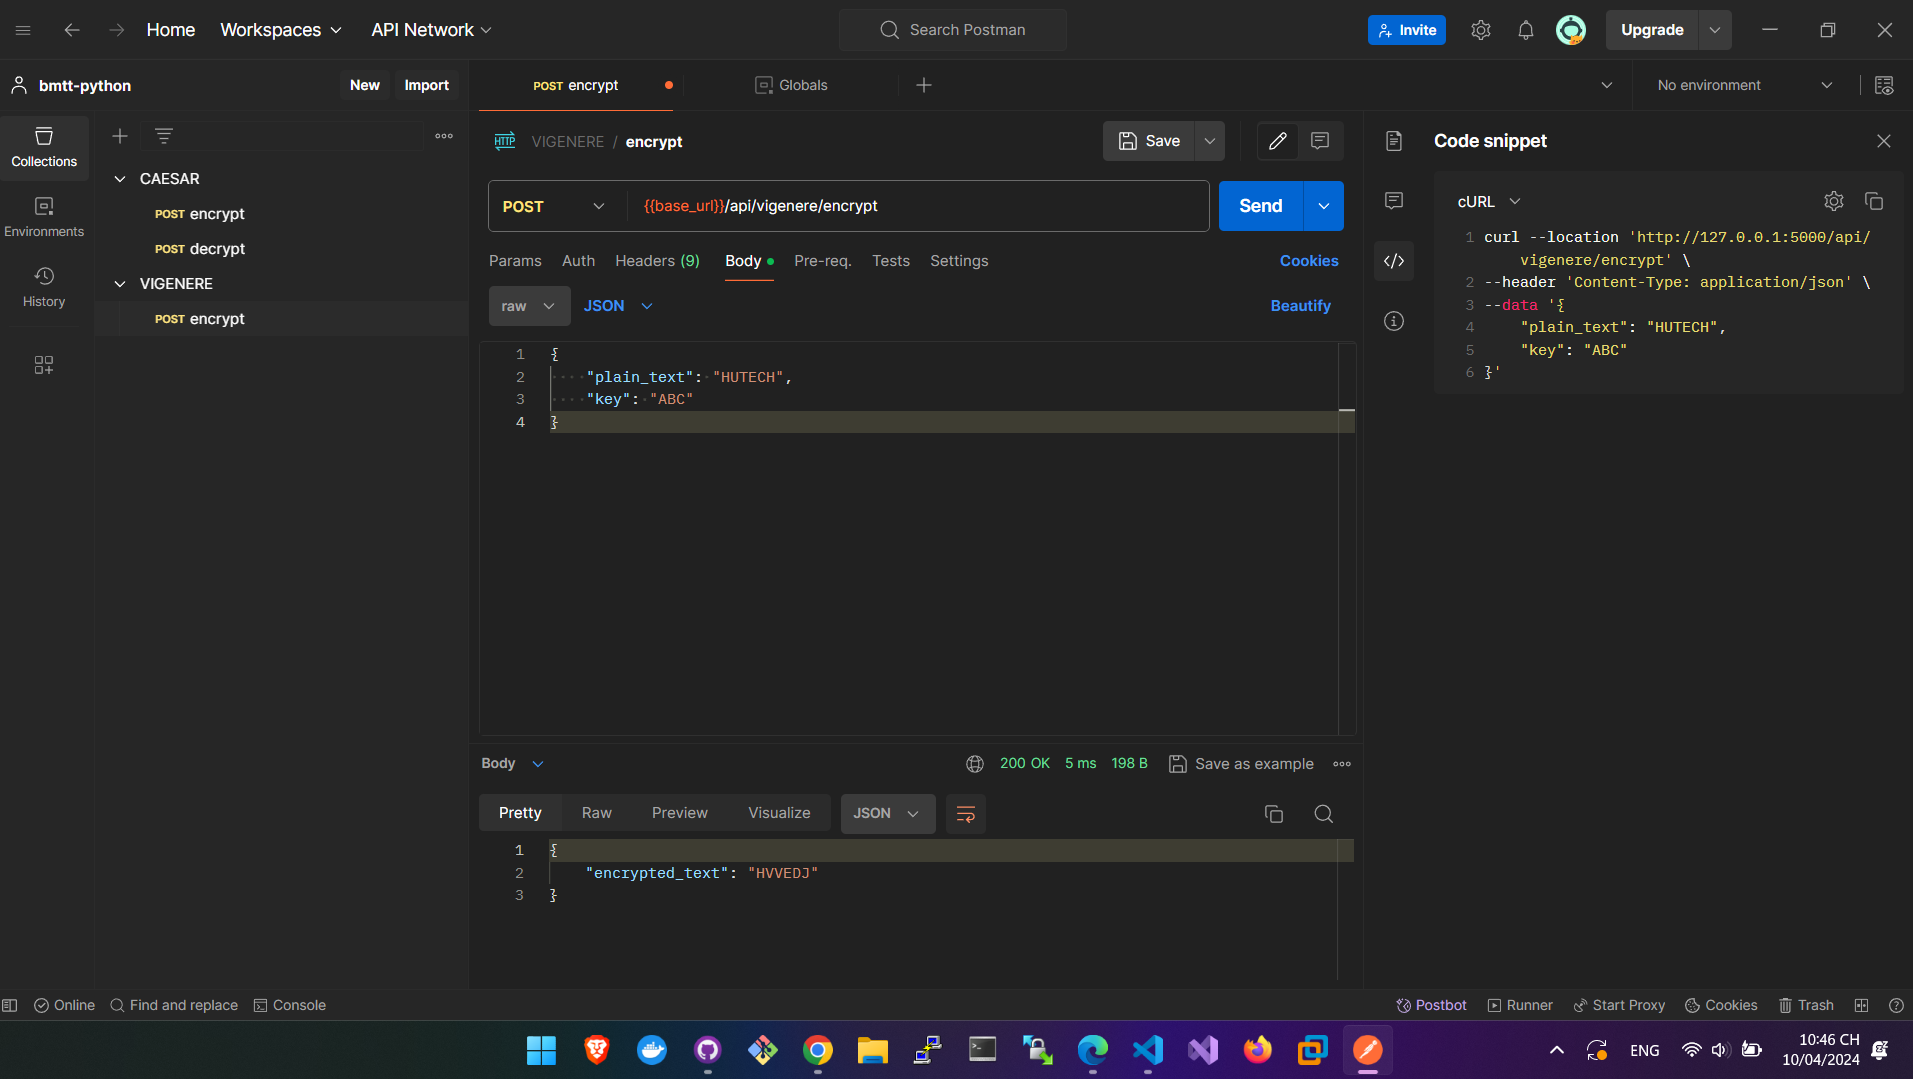 Home Workspaces API Network Search Postman Invite Upgrade
bmtt-python New Import POST encrypt Globals No environment
Collections
Environments
History
CAESAR
POST encrypt
POST decrypt
VIGENERE
POST encrypt
HTTP VIGENERE / encrypt Save
POST {{base_url}}/api/vigenere/encrypt Send
Params Auth Headers (9) Body Pre-req. Tests Settings Cookies
raw JSON Beautify
1 {
2 "plain_text": "HUTECH",
3 "key": "ABC"
4 }
Code snippet
cURL
1 curl --location 'http://127.0.0.1:5000/api/
vigenere/encrypt' \
2 --header 'Content-Type: application/json' \
3 --data '{
4 "plain_text": "HUTECH",
5 "key": "ABC"
6 }'
Body 200 OK 5 ms 198 B Save as example
Pretty Raw Preview Visualize JSON
1 {
2 "encrypted_text": "HVVEDJ"
3 }
Online Find and replace Console Postbot Runner Start Proxy Cookies Trash
ENG 10:46 CH
10/04/2024